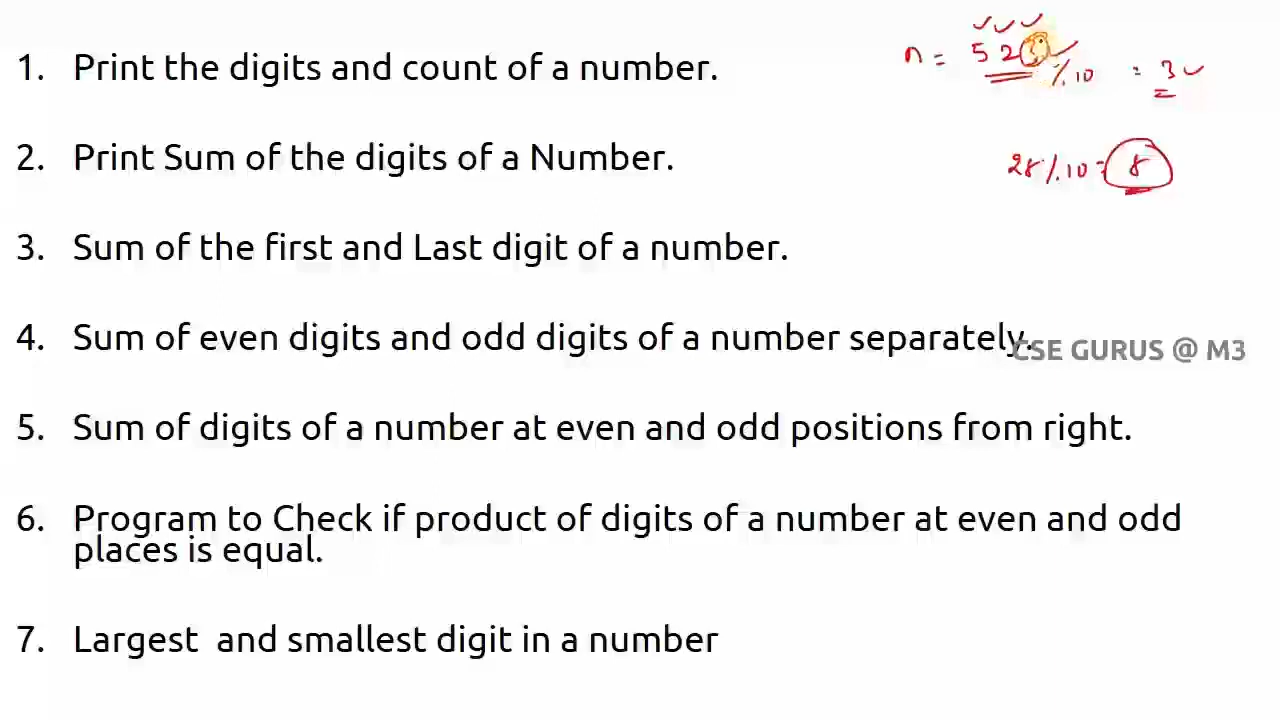 1. Print the digits and count of a number.
n = 523 % 10 = 3
2. Print Sum of the digits of a Number.
28 % 10 = 8
3. Sum of the first and Last digit of a number.
4. Sum of even digits and odd digits of a number separately.
CSE GURUS @ M3
5. Sum of digits of a number at even and odd positions from right.
6. Program to Check if product of digits of a number at even and odd
places is equal.
7. Largest and smallest digit in a number